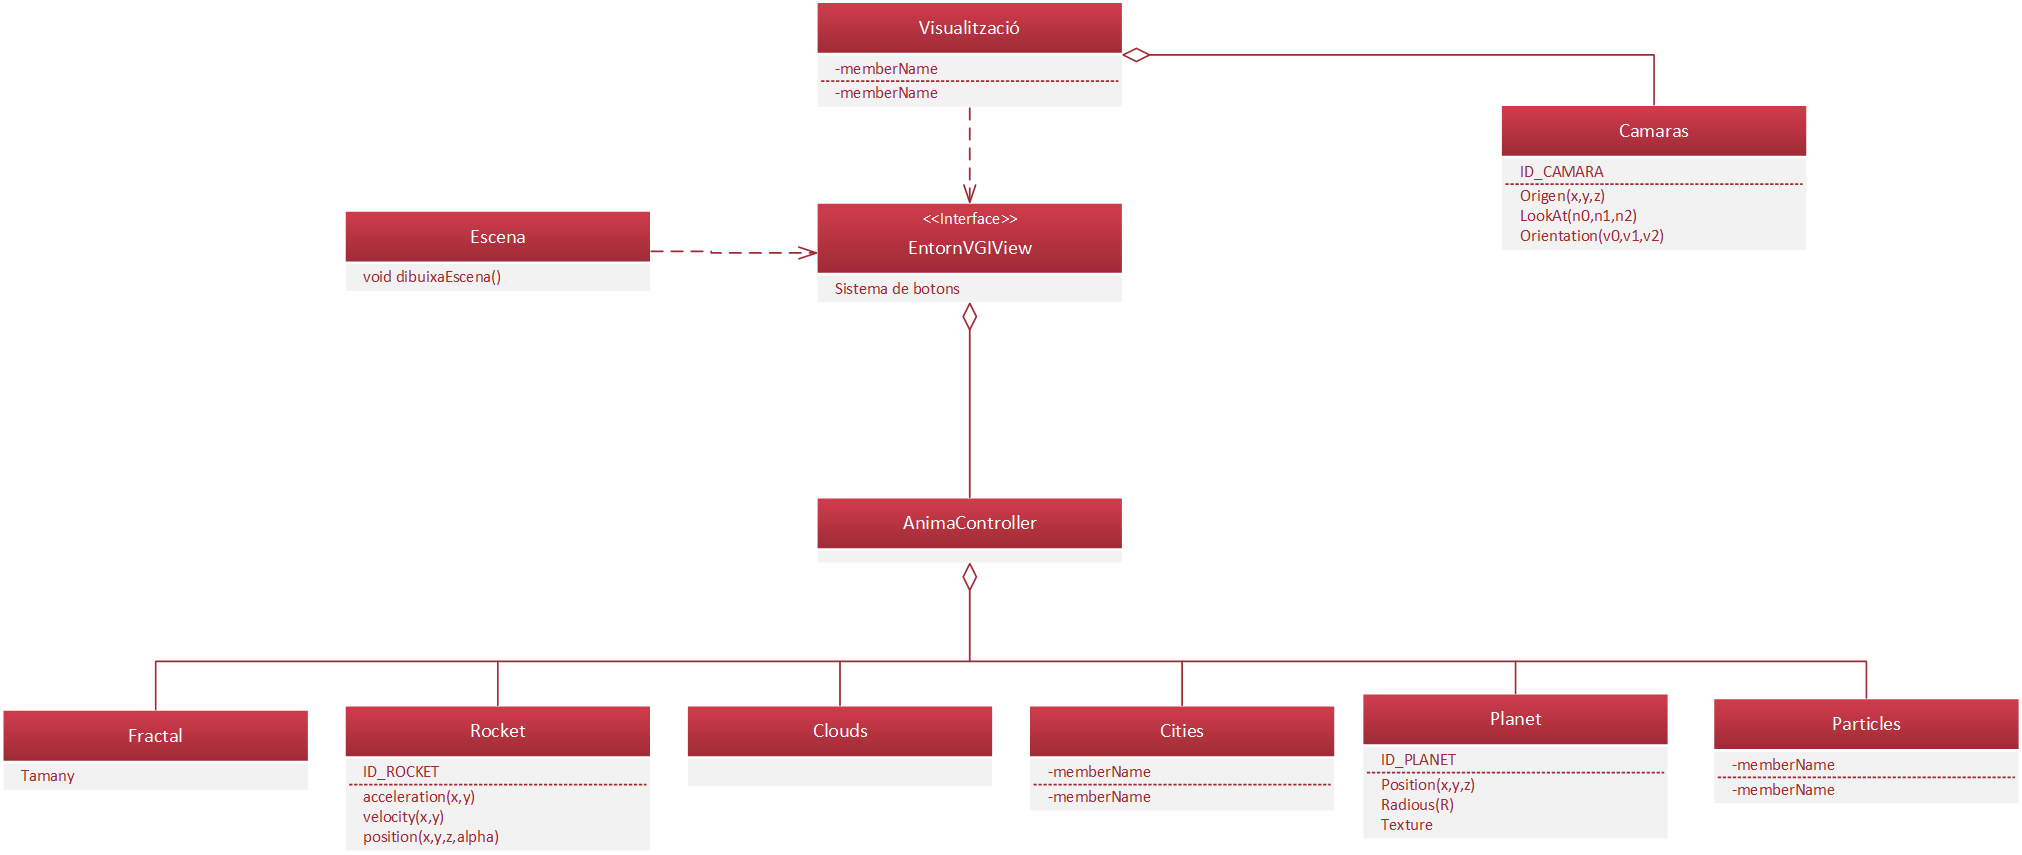 Visualització
-memberName
-memberName
Camaras
ID_CAMARA
Origen(x,y,z)
LookAt(n0,n1,n2)
Orientation(v0,v1,v2)
Escena
void dibuixaEscena()
<<Interface>>
EntornVGIView
Sistema de botons
AnimaController
Fractal
Tamany
Rocket
ID_ROCKET
acceleration(x,y)
velocity(x,y)
position(x,y,z,alpha)
Clouds
Cities
-memberName
-memberName
Planet
ID_PLANET
Position(x,y,z)
Radious(R)
Texture
Particles
-memberName
-memberName